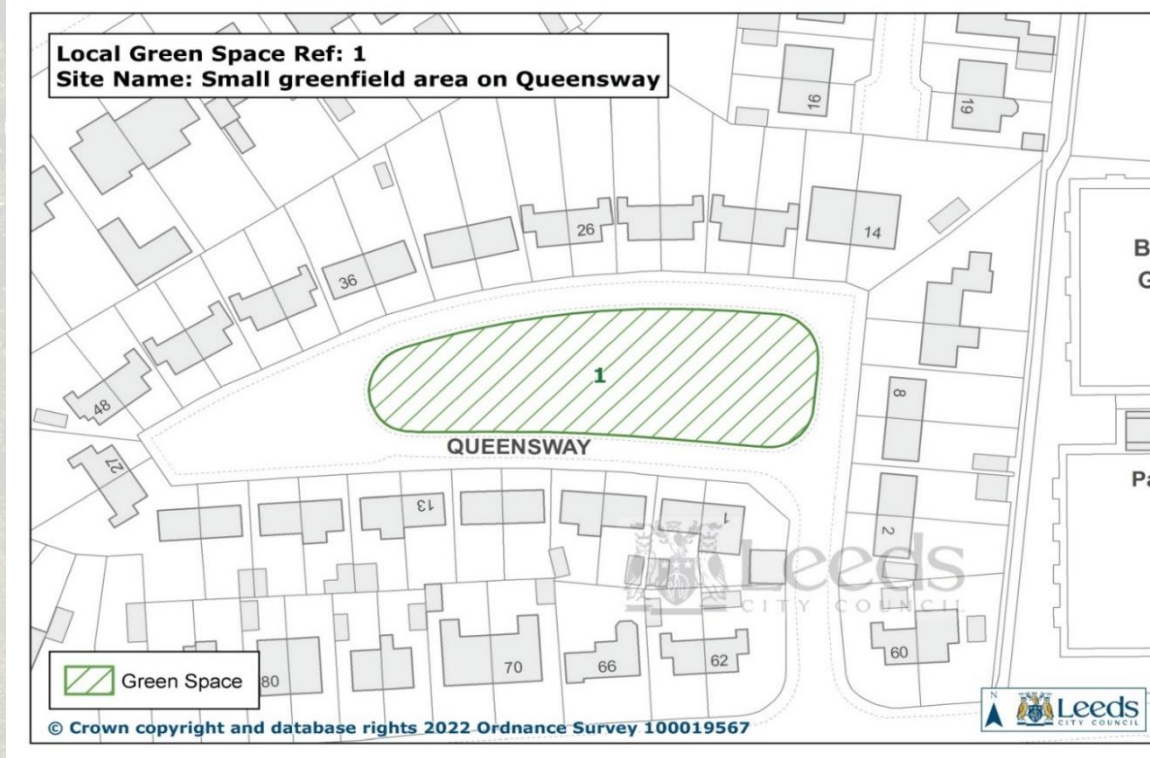 Local Green Space Ref: 1
Site Name: Small greenfield area on Queensway
16
19
26
14
36
B
G
1
8
48
QUEENSWAY
27
Pa
13
1
2
Leeds
CITY COUNCIL
60
70
66
62
80
Green Space
N
Leeds
CITY COUNCIL
© Crown copyright and database rights 2022 Ordnance Survey 100019567